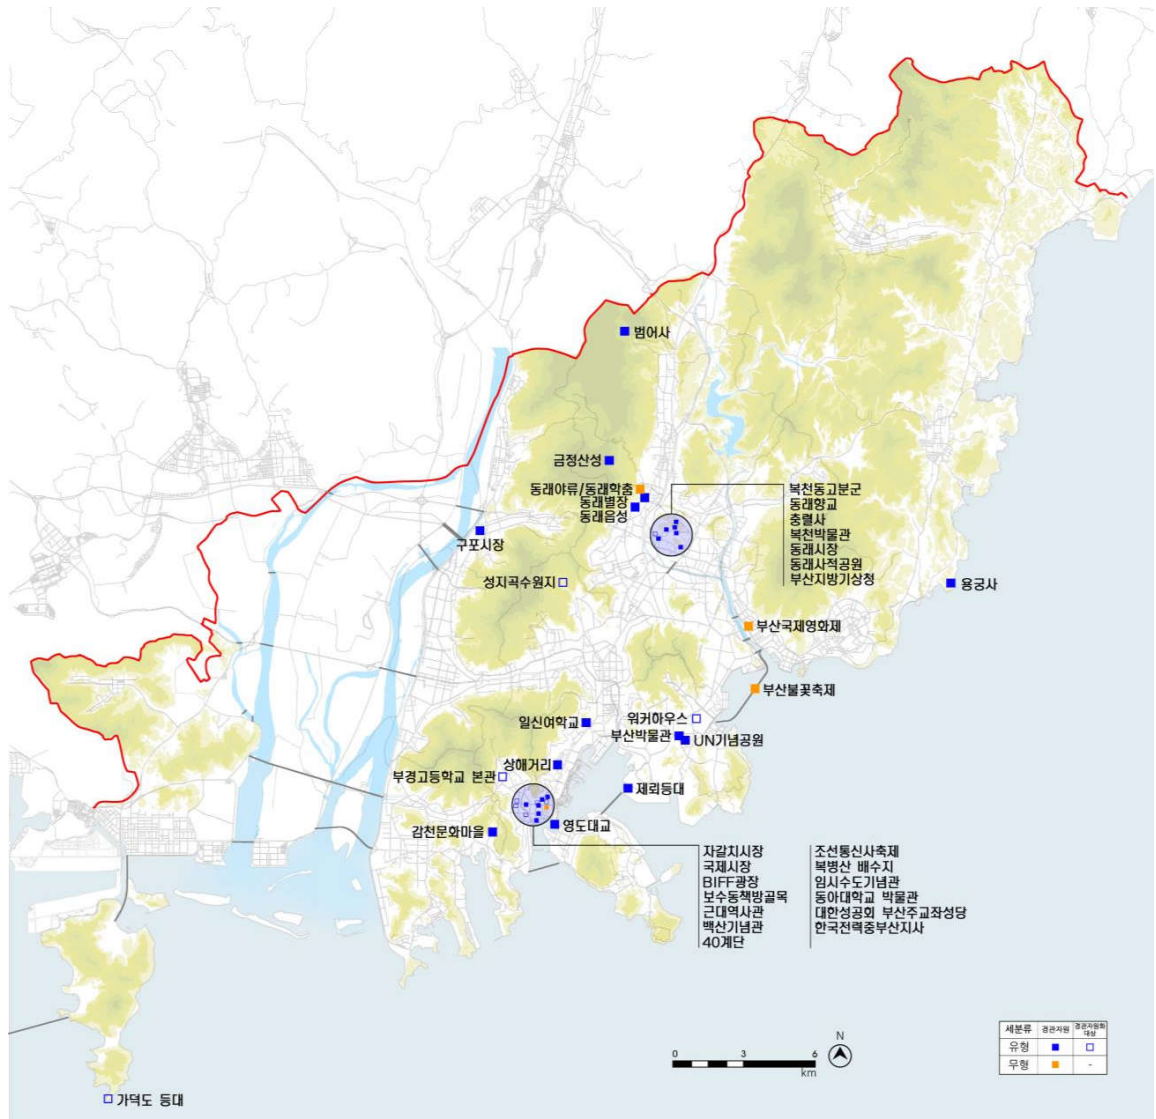 범어사
금정산성
동래야류/동래학춤
동래별장
동래읍성
복천동고분군
동래향교
충렬사
복천박물관
동래시장
동래사적공원
부산지방기상청
구포시장
성지곡수원지
용궁사
부산국제영화제
부산불꽃축제
워커하우스
일신여학교
부산박물관
UN기념공원
상해거리
부경고등학교 본관
제뢰등대
영도대교
감천문화마을
자갈치시장
국제시장
BIFF광장
보수동책방골목
근대역사관
백산기념관
40계단
조선통신사축제
복병산 배수지
임시수도기념관
동아대학교 박물관
대한성공회 부산주교좌성당
한국전력중부산지사
가덕도 등대
N
0 3 6
km
세분류 경관자원 경관자원화
대상
유형
무형 -